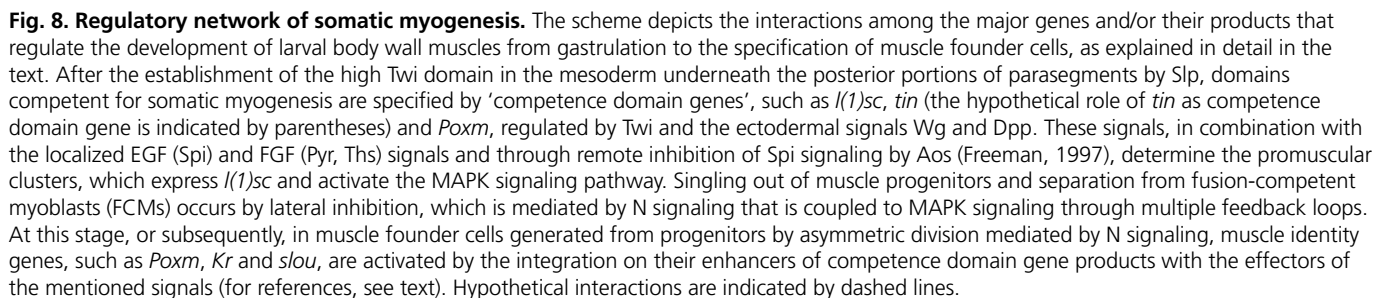 Fig. 8. Regulatory network of somatic myogenesis. The scheme depicts the interactions among the major genes and/or their products that
regulate the development of larval body wall muscles from gastrulation to the specification of muscle founder cells, as explained in detail in the
text. After the establishment of the high Twi domain in the mesoderm underneath the posterior portions of parasegments by Slp, domains
competent for somatic myogenesis are specified by ‘competence domain genes’, such as l(1)sc, tin (the hypothetical role of tin as competence
domain gene is indicated by parentheses) and Poxm, regulated by Twi and the ectodermal signals Wg and Dpp. These signals, in combination with
the localized EGF (Spi) and FGF (Pyr, Ths) signals and through remote inhibition of Spi signaling by Aos (Freeman, 1997), determine the promuscular
clusters, which express l(1)sc and activate the MAPK signaling pathway. Singling out of muscle progenitors and separation from fusion-competent
myoblasts (FCMs) occurs by lateral inhibition, which is mediated by N signaling that is coupled to MAPK signaling through multiple feedback loops.
At this stage, or subsequently, in muscle founder cells generated from progenitors by asymmetric division mediated by N signaling, muscle identity
genes, such as Poxm, Kr and slou, are activated by the integration on their enhancers of competence domain gene products with the effectors of
the mentioned signals (for references, see text). Hypothetical interactions are indicated by dashed lines.